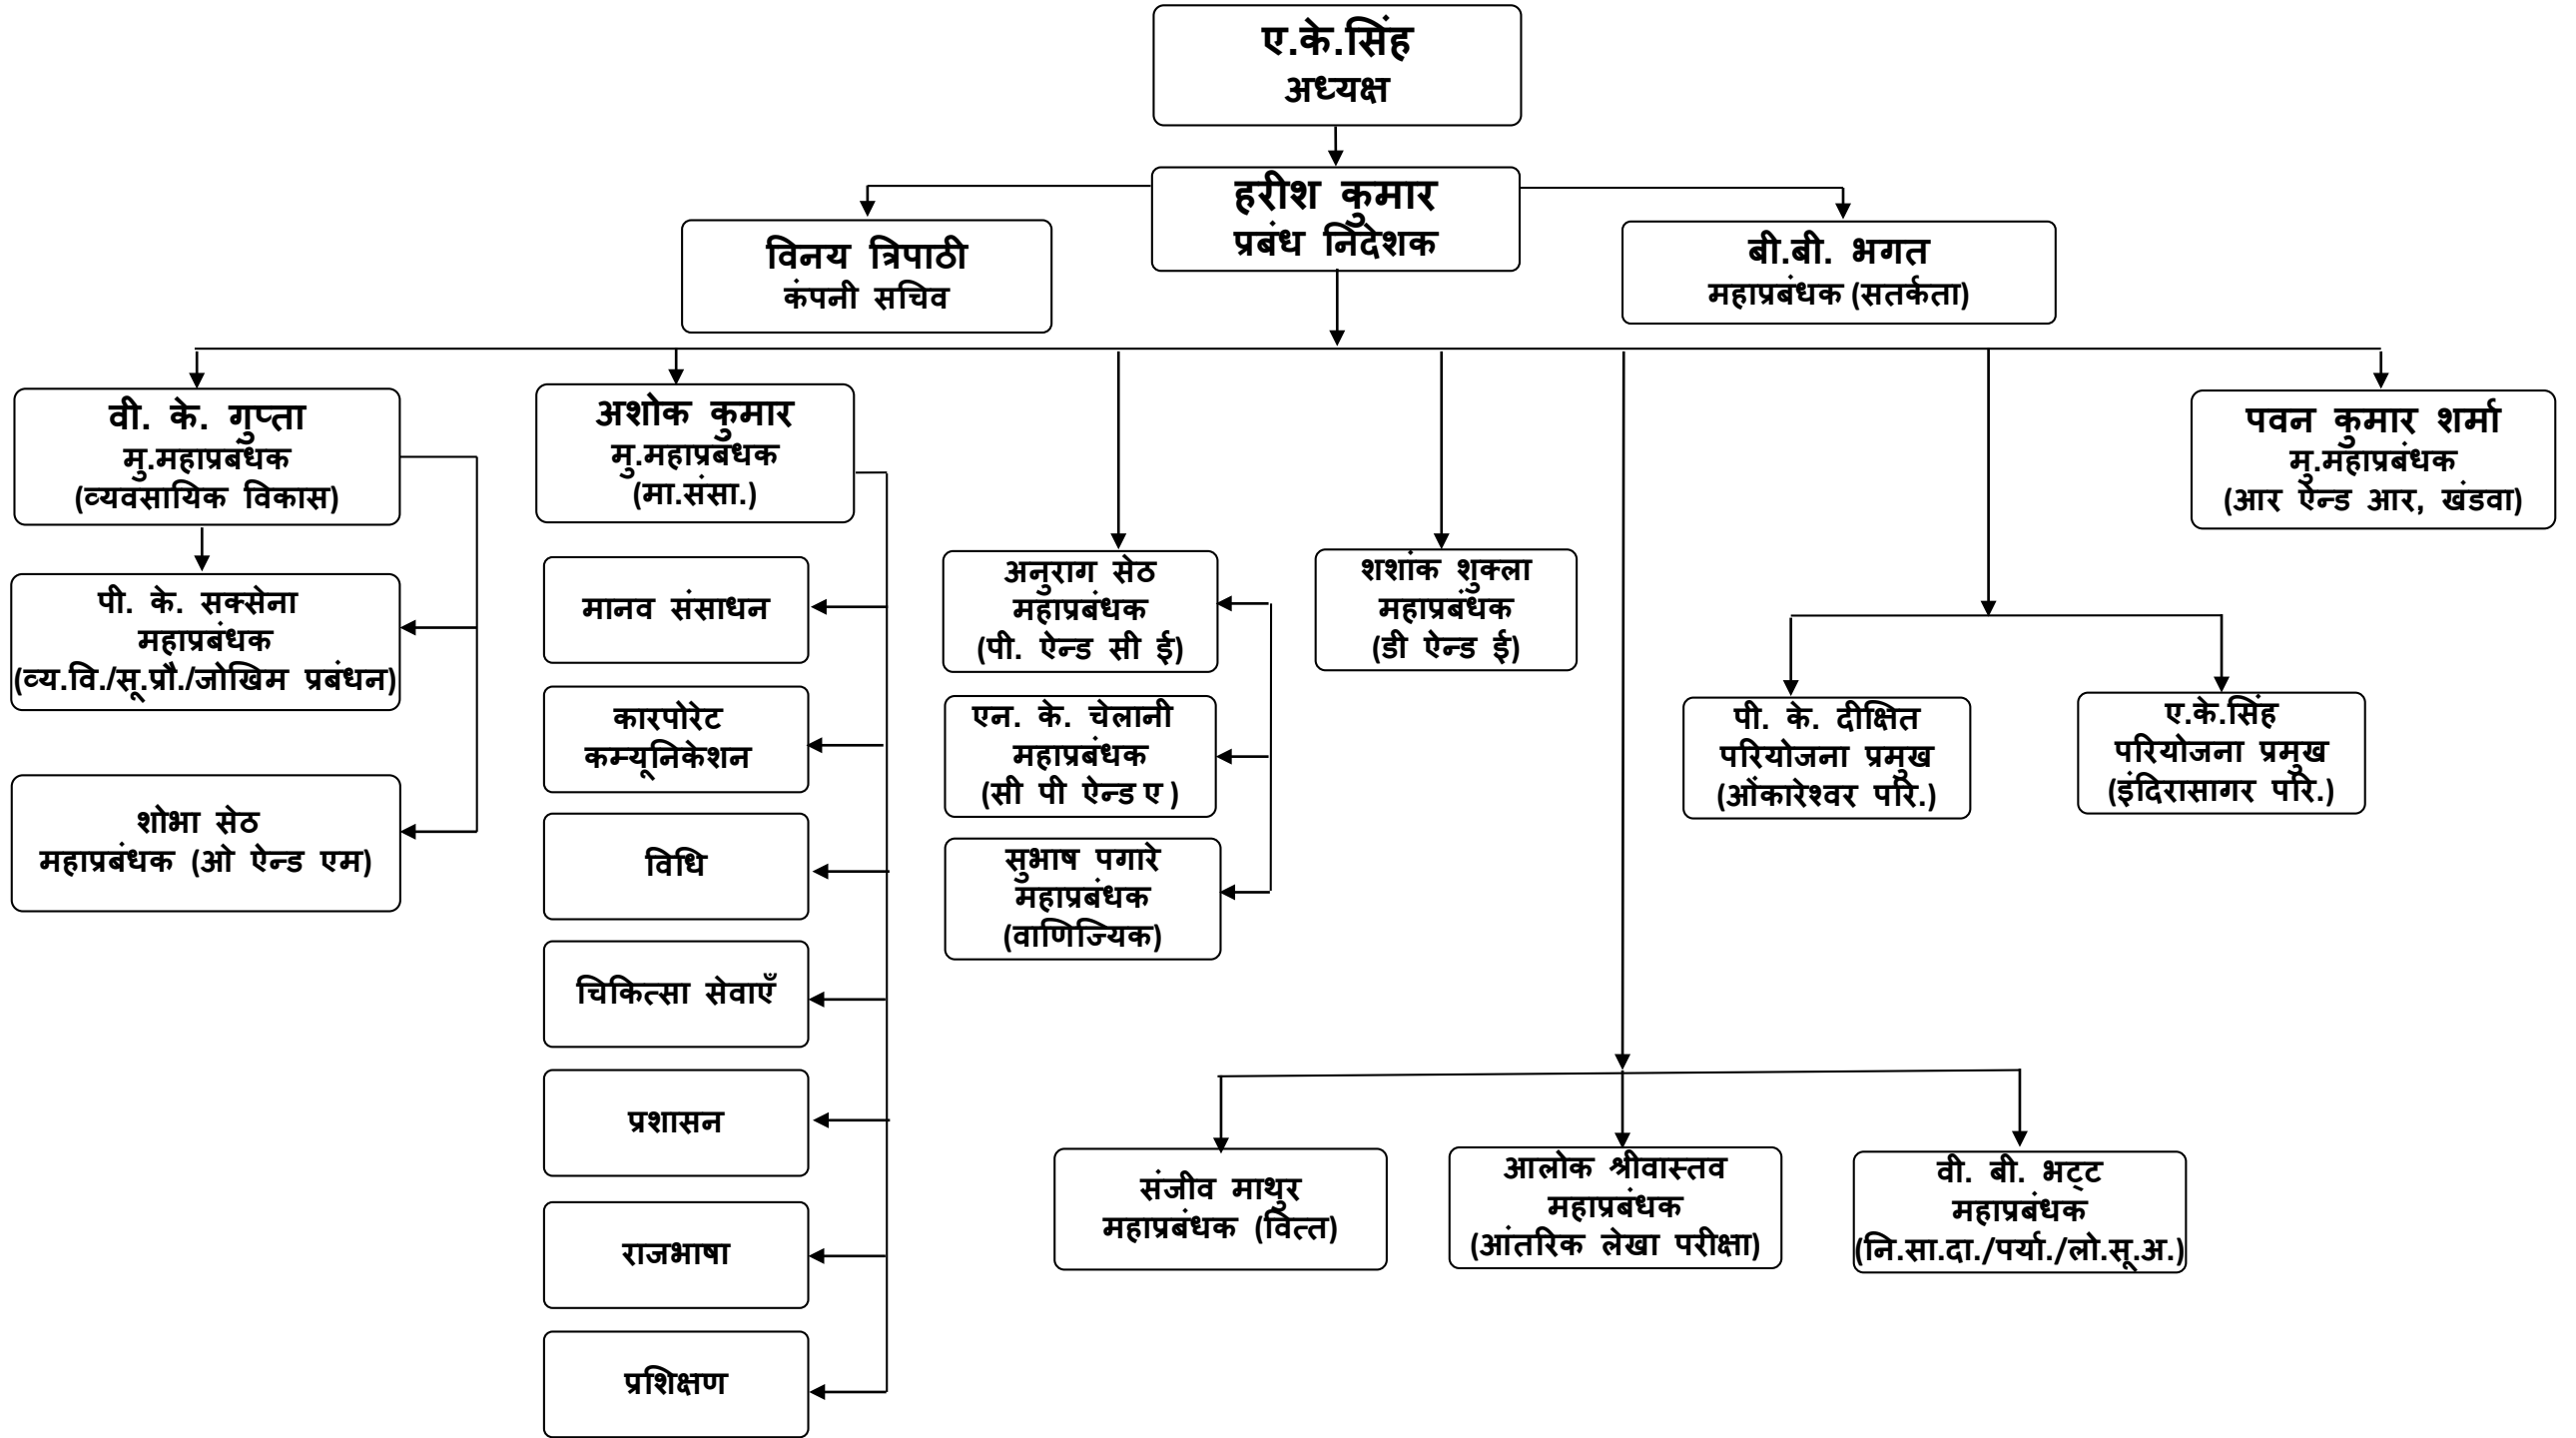 ए.के.सिंह
अध्यक्ष
हरीश कुमार
प्रबंध निदेशक
विनय त्रिपाठी
कंपनी सचिव
बी.बी. भगत
महाप्रबंधक (सतर्कता)
वी. के. गुप्ता
मु.महाप्रबंधक
(व्यवसायिक विकास)
अशोक कुमार
मु.महाप्रबंधक
(मा.संसा.)
पवन कुमार शर्मा
मु.महाप्रबंधक
(आर ऐन्ड आर, खंडवा)
पी. के. सक्सेना
महाप्रबंधक
(व्य.वि./सू.प्रौ./जोखिम प्रबंधन)
शोभा सेठ
महाप्रबंधक (ओ ऐन्ड एम)
मानव संसाधन
कारपोरेट
कम्यूनिकेशन
विधि
चिकित्सा सेवाएँ
प्रशासन
राजभाषा
प्रशिक्षण
अनुराग सेठ
महाप्रबंधक
(पी. ऐन्ड सी ई)
एन. के. चेलानी
महाप्रबंधक
(सी पी ऐन्ड ए )
सुभाष पगारे
महाप्रबंधक
(वाणिज्यिक)
शशांक शुक्ला
महाप्रबंधक
(डी ऐन्ड ई)
पी. के. दीक्षित
परियोजना प्रमुख
(ओंकारेश्वर परि.)
ए.के.सिंह
परियोजना प्रमुख
(इंदिरासागर परि.)
संजीव माथुर
महाप्रबंधक (वित्त)
आलोक श्रीवास्तव
महाप्रबंधक
(आंतरिक लेखा परीक्षा)
वी. बी. भट्ट
महाप्रबंधक
(नि.सा.दा./पर्या./लो.सू.अ.)